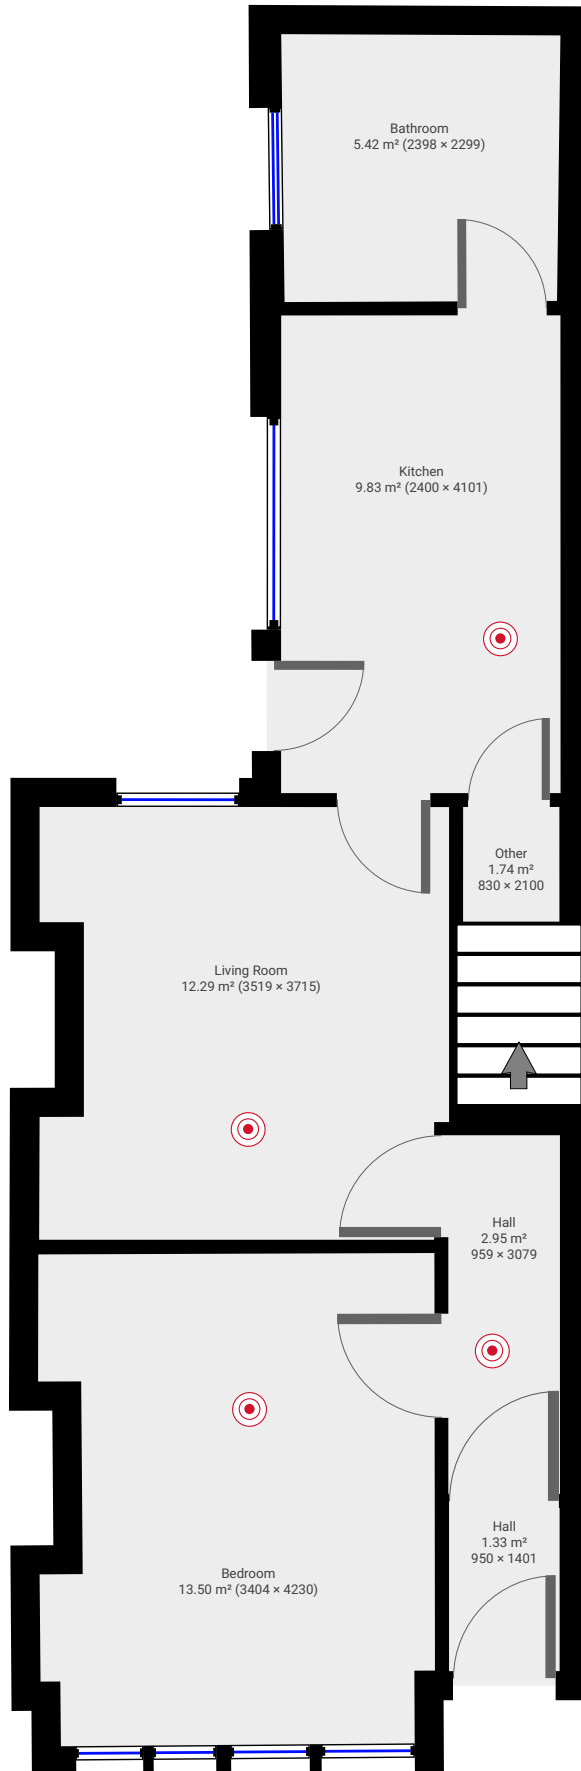 Bathroom
5.42 m² (2398 × 2299)
Kitchen
9.83 m² (2400 × 4101)
Other
1.74 m²
830 × 2100
Living Room
12.29 m² (3519 × 3715)
Hall
2.95 m²
959 × 3079
Hall
1.33 m²
950 × 1401
Bedroom
13.50 m² (3404 × 4230)